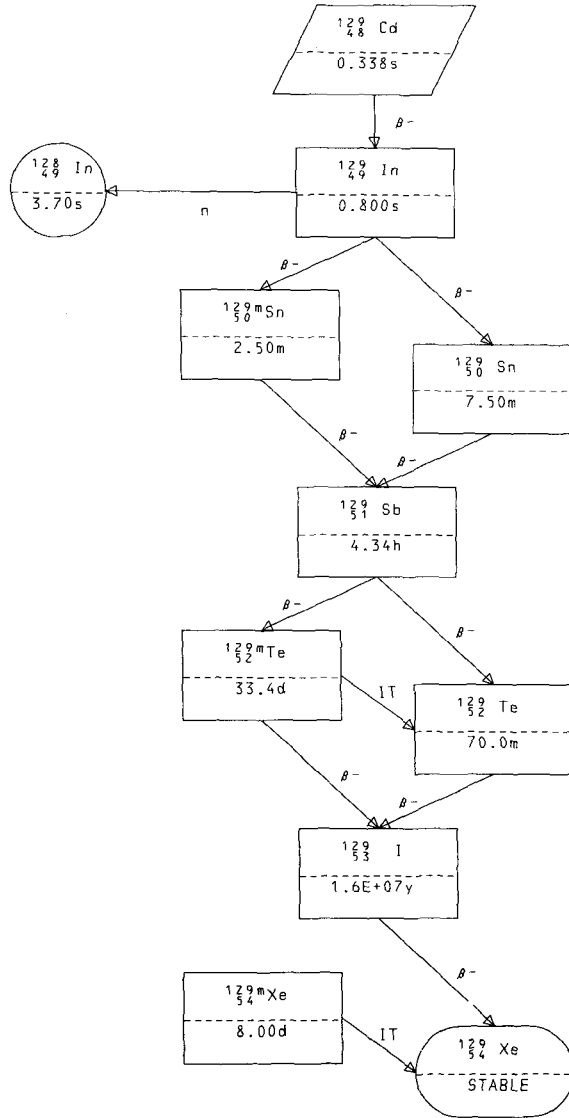 129
48 Cd
0.338s
β-
128
49 In
3.70s
n
129
49 In
0.800s
β-
β-
129m
50 Sn
2.50m
129
50 Sn
7.50m
β-
β-
129
51 Sb
4.34h
β-
β-
129m
52 Te
33.4d
IT
129
52 Te
70.0m
β-
β-
129
53 I
1.6E+07y
β-
129m
54 Xe
8.00d
IT
129
54 Xe
STABLE